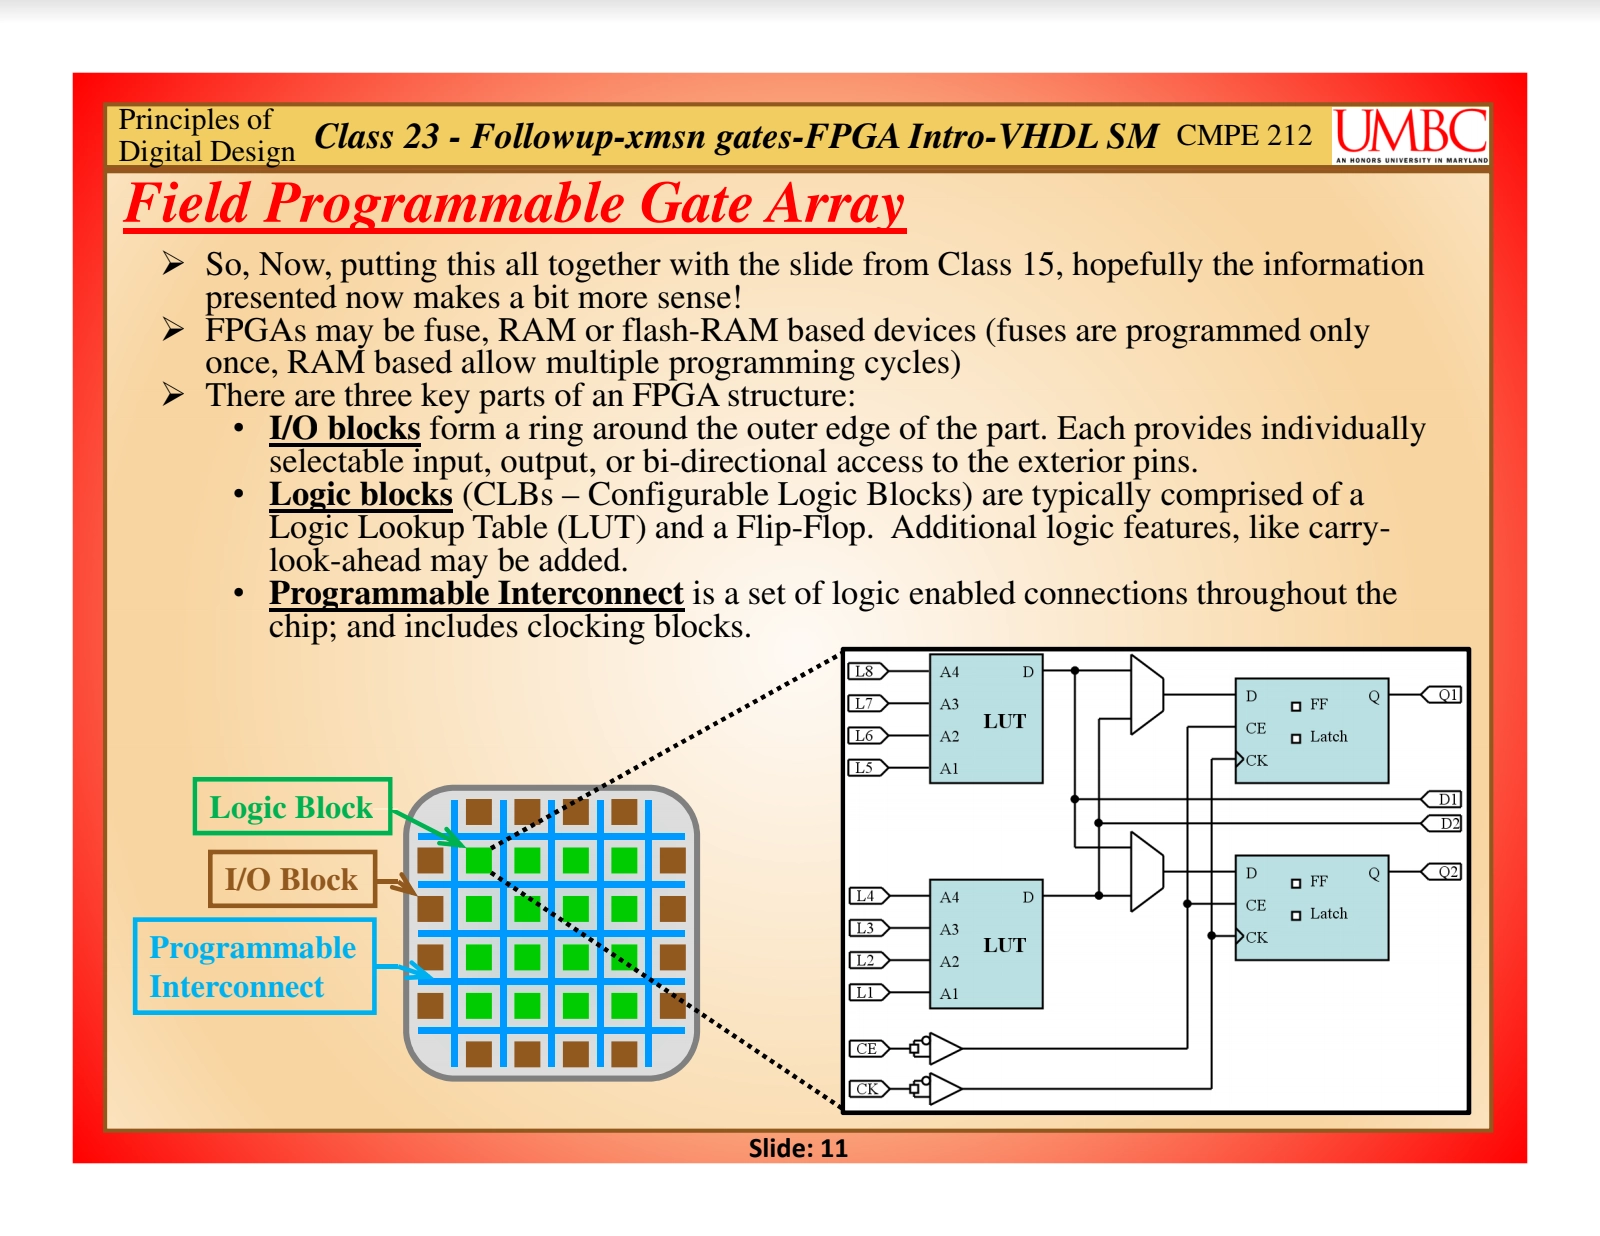 Principles of
Digital Design
Class 23 - Followup-xmsn gates-FPGA Intro-VHDL SM
CMPE 212
UMBC
AN HONORS UNIVERSITY IN MARYLAND
Field Programmable Gate Array
➢ So, Now, putting this all together with the slide from Class 15, hopefully the information
presented now makes a bit more sense!
➢ FPGAs may be fuse, RAM or flash-RAM based devices (fuses are programmed only
once, RAM based allow multiple programming cycles)
➢ There are three key parts of an FPGA structure:
• I/O blocks form a ring around the outer edge of the part. Each provides individually
selectable input, output, or bi-directional access to the exterior pins.
• Logic blocks (CLBs – Configurable Logic Blocks) are typically comprised of a
Logic Lookup Table (LUT) and a Flip-Flop.  Additional logic features, like carry-
look-ahead may be added.
• Programmable Interconnect is a set of logic enabled connections throughout the
chip; and includes clocking blocks.
Logic Block
I/O Block
Programmable
Interconnect
L8 A4 D
L7 A3
LUT
L6 A2
L5 A1
D FF Q Q1
CE Latch
CK
D1
D2
L4 A4 D
L3 A3
LUT
L2 A2
L1 A1
D FF Q Q2
CE Latch
CK
CE
CK
Slide: 11